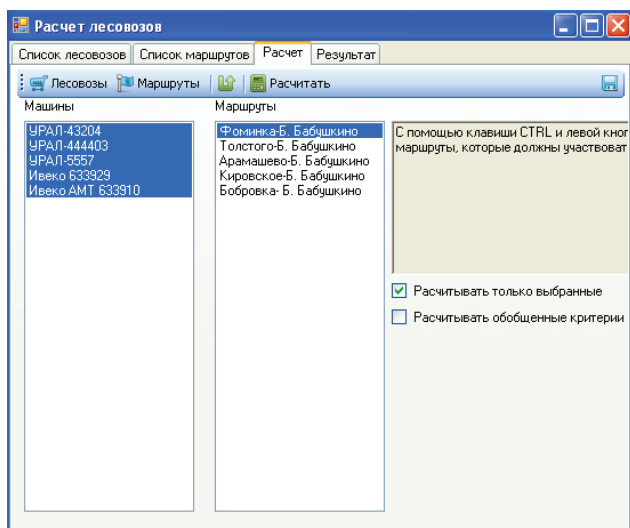 Расчет лесовозов
Список лесовозов Список маршрутов Расчет Результат
Лесовозы Маршруты Расчитать
Машины
УРАЛ-43204
УРАЛ-444403
УРАЛ-5557
Ивеко 633929
Ивеко АМТ 633910
Маршруты
Фоминка-Б. Бабушкино
Толстого-Б. Бабушкино
Арамашево-Б. Бабушкино
Кировское-Б. Бабушкино
Бобровка- Б. Бабушкино
С помощью клавиши CTRL и левой кног
маршруты, которые должны участвоват
Расчитывать только выбранные
Расчитывать обобщенные критерии